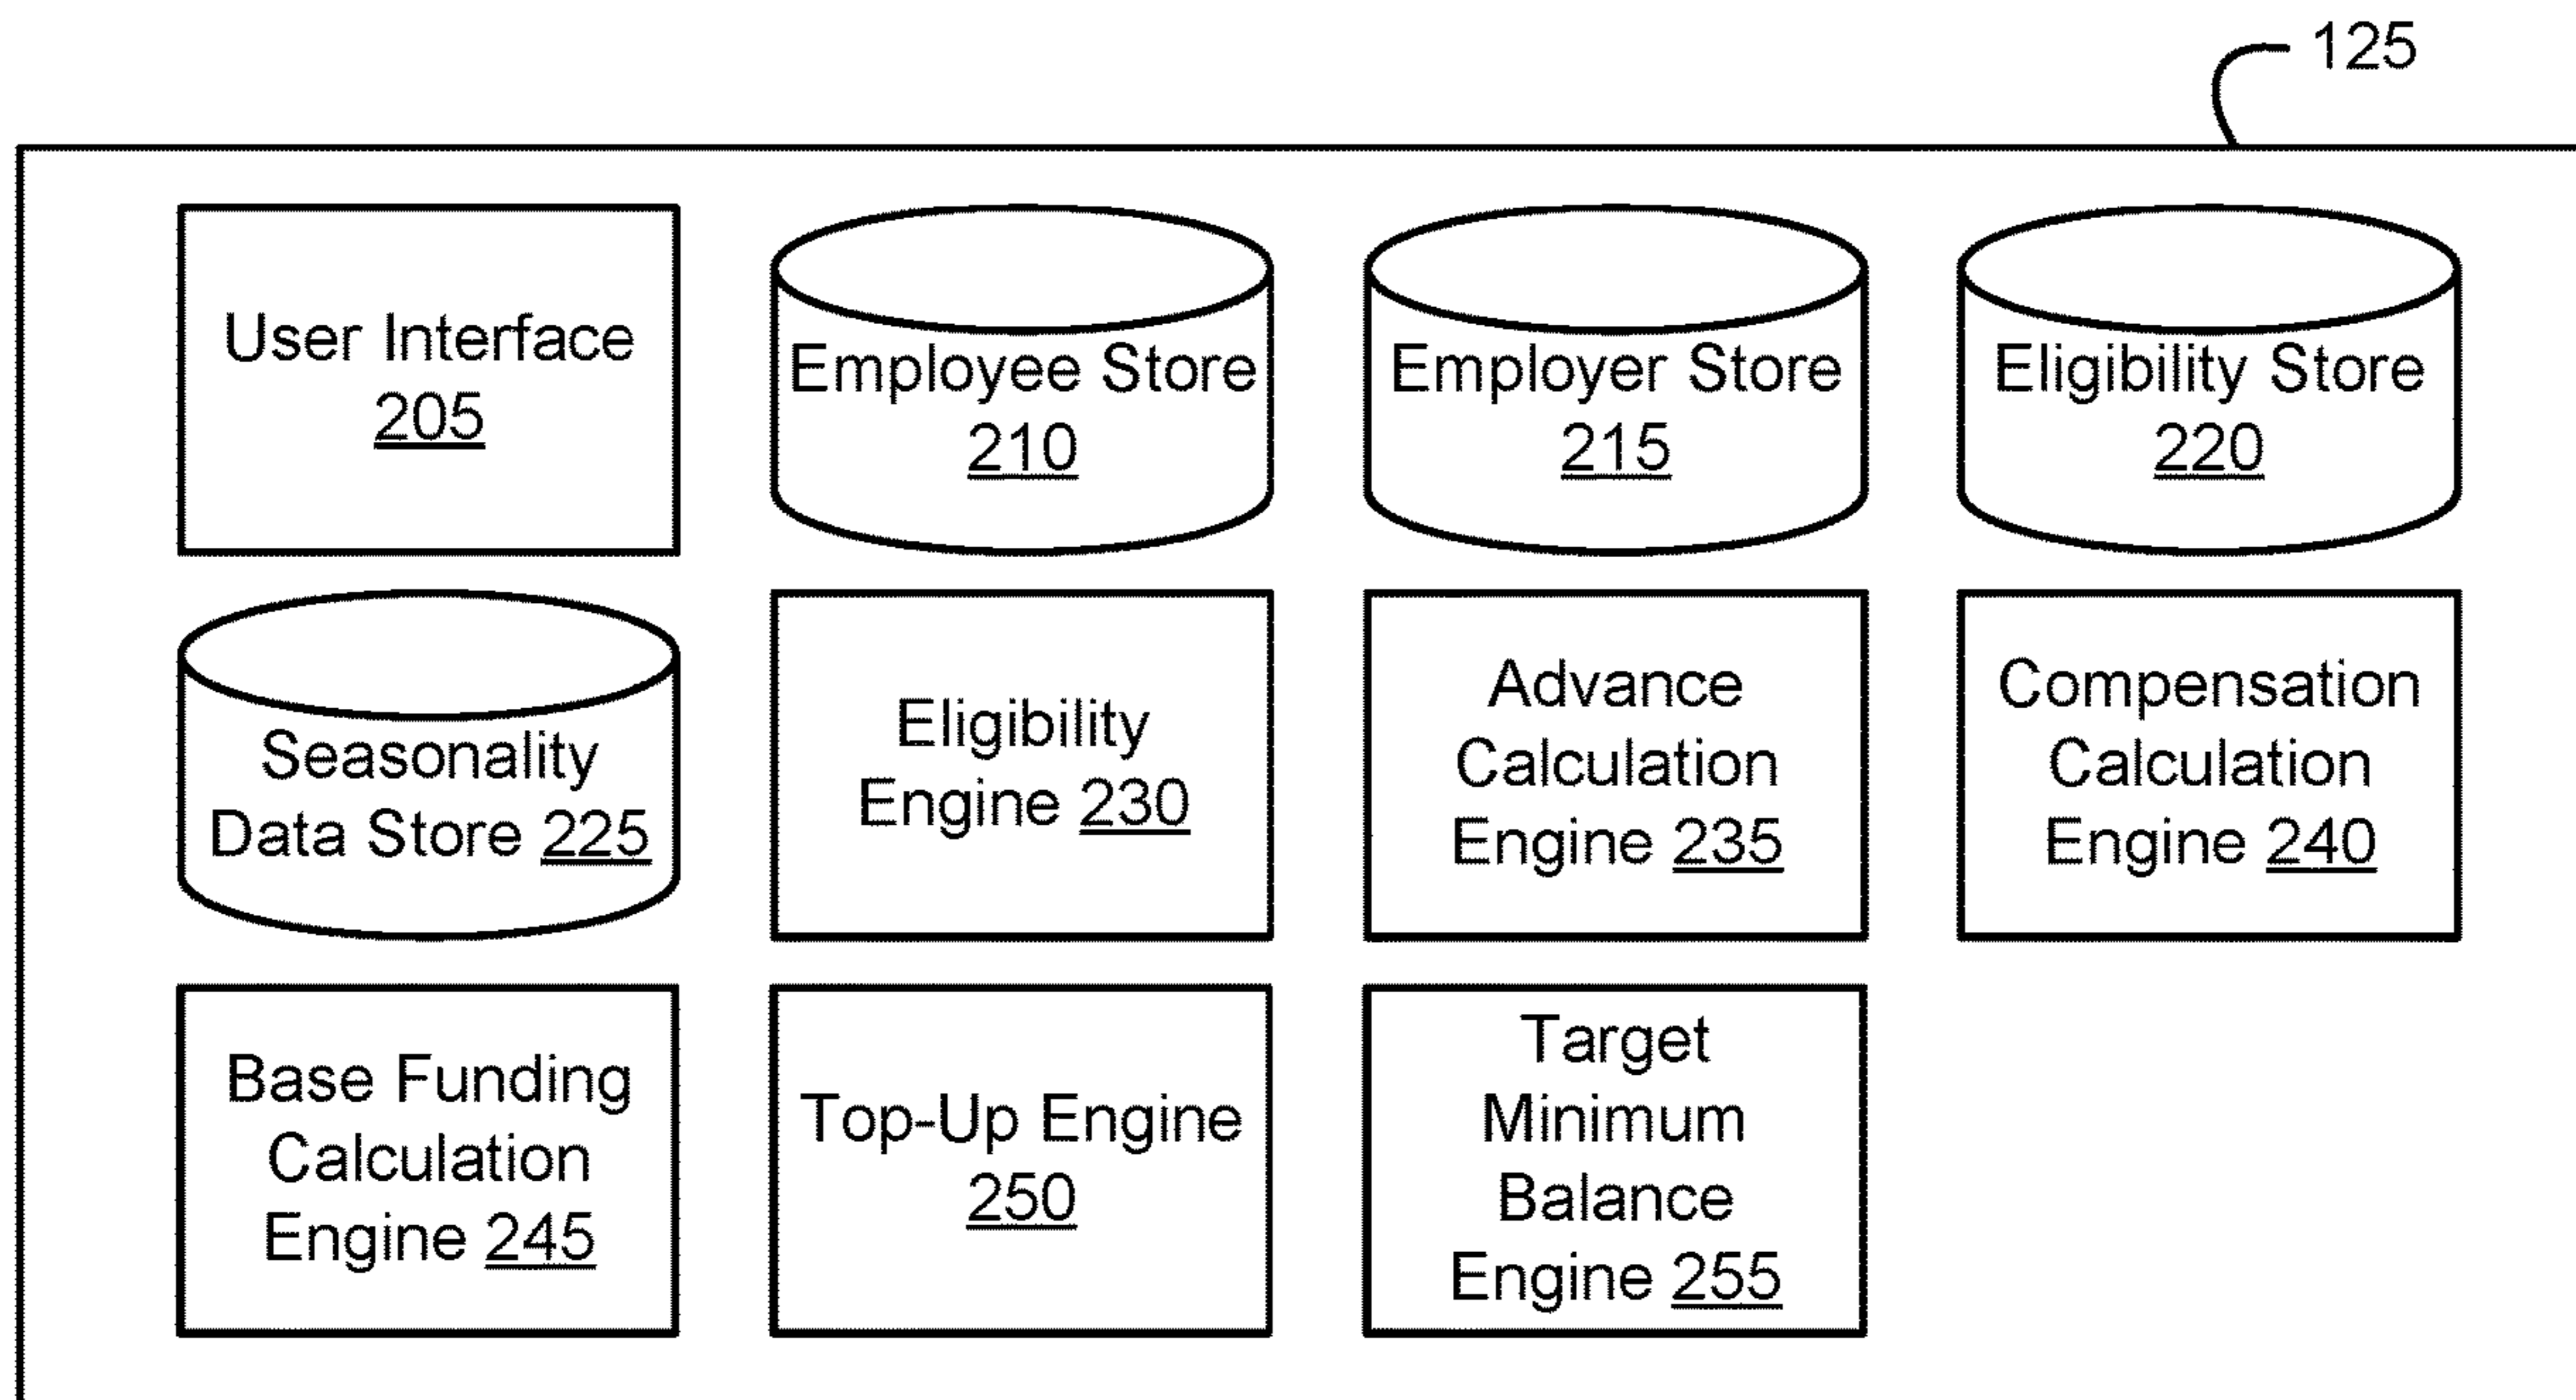 125
User Interface
205
Employee Store
210
Employer Store
215
Eligibility Store
220
Seasonality
Data Store 225
Eligibility
Engine 230
Advance
Calculation
Engine 235
Compensation
Calculation
Engine 240
Base Funding
Calculation
Engine 245
Top-Up Engine
250
Target
Minimum
Balance
Engine 255